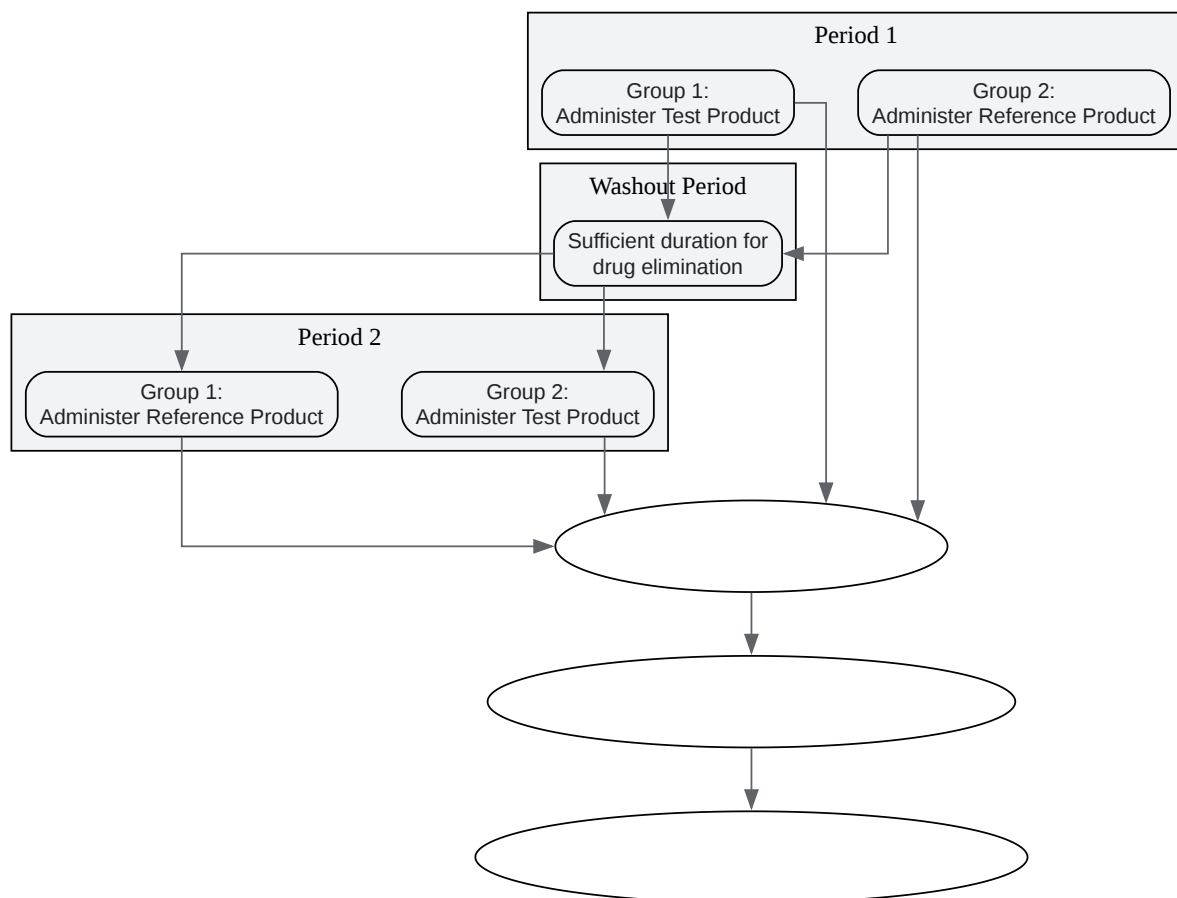 Period 1
Group 1:
Administer Test Product
Group 2:
Administer Reference Product
Washout Period
Sufficient duration for
drug elimination
Period 2
Group 1:
Administer Reference Product
Group 2:
Administer Test Product